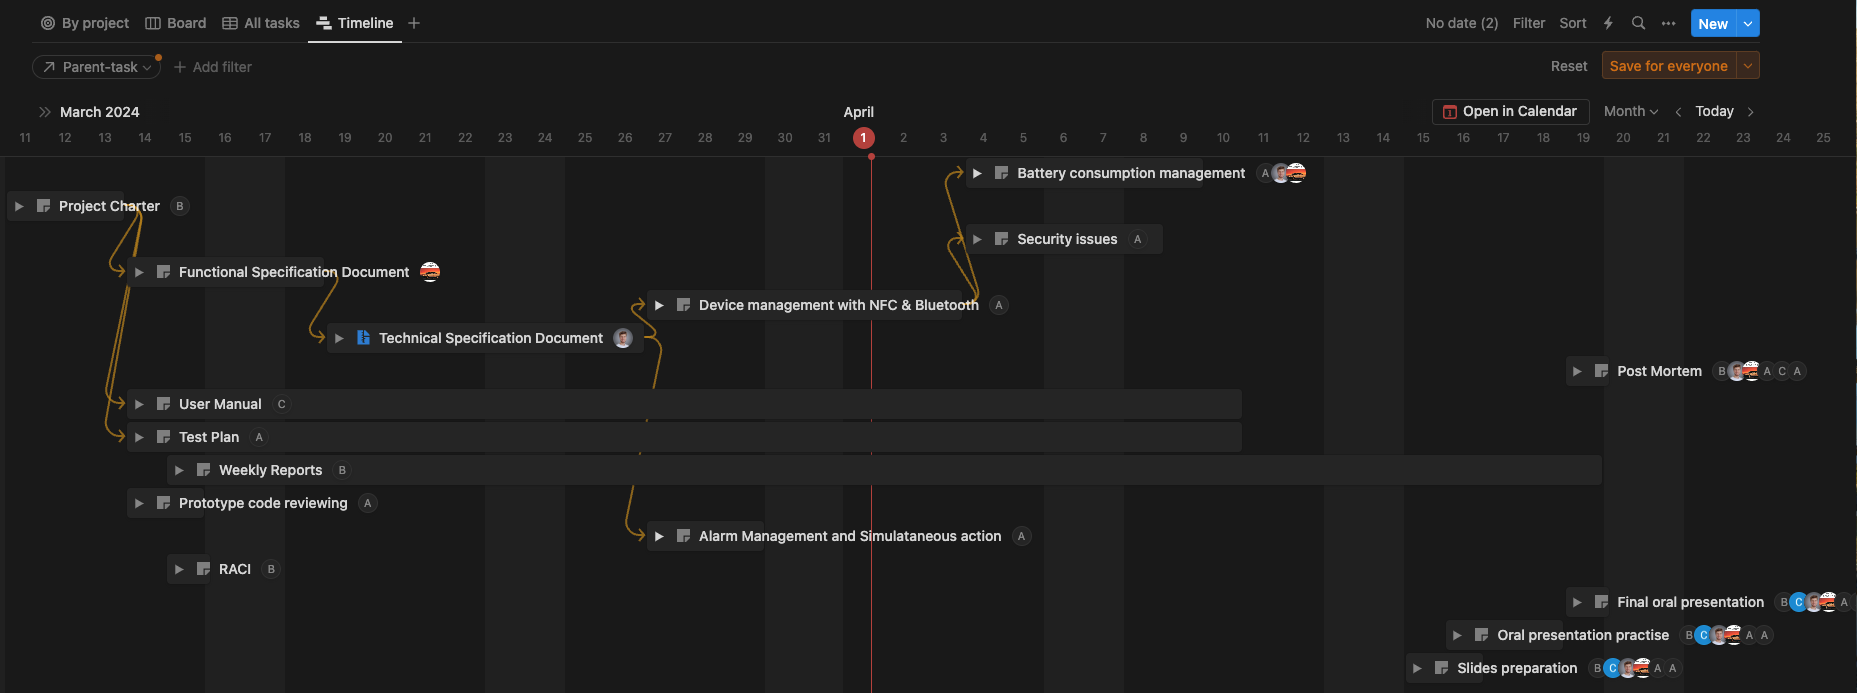 By project Board All tasks Timeline + No date (2) Filter Sort New
Parent-task + Add filter Reset Save for everyone
March 2024 April Open in Calendar Month Today
11 12 13 14 15 16 17 18 19 20 21 22 23 24 25 26 27 28 29 30 31 1 2 3 4 5 6 7 8 9 10 11 12 13 14 15 16 17 18 19 20 21 22 23 24 25
Battery consumption management A
Project Charter B
Security issues A
Functional Specification Document
Device management with NFC & Bluetooth A
Technical Specification Document
Post Mortem B A C A
User Manual C
Test Plan A
Weekly Reports B
Prototype code reviewing A
Alarm Management and Simulataneous action A
RACI B
Final oral presentation B C A
Oral presentation practise B C A A
Slides preparation B C A A